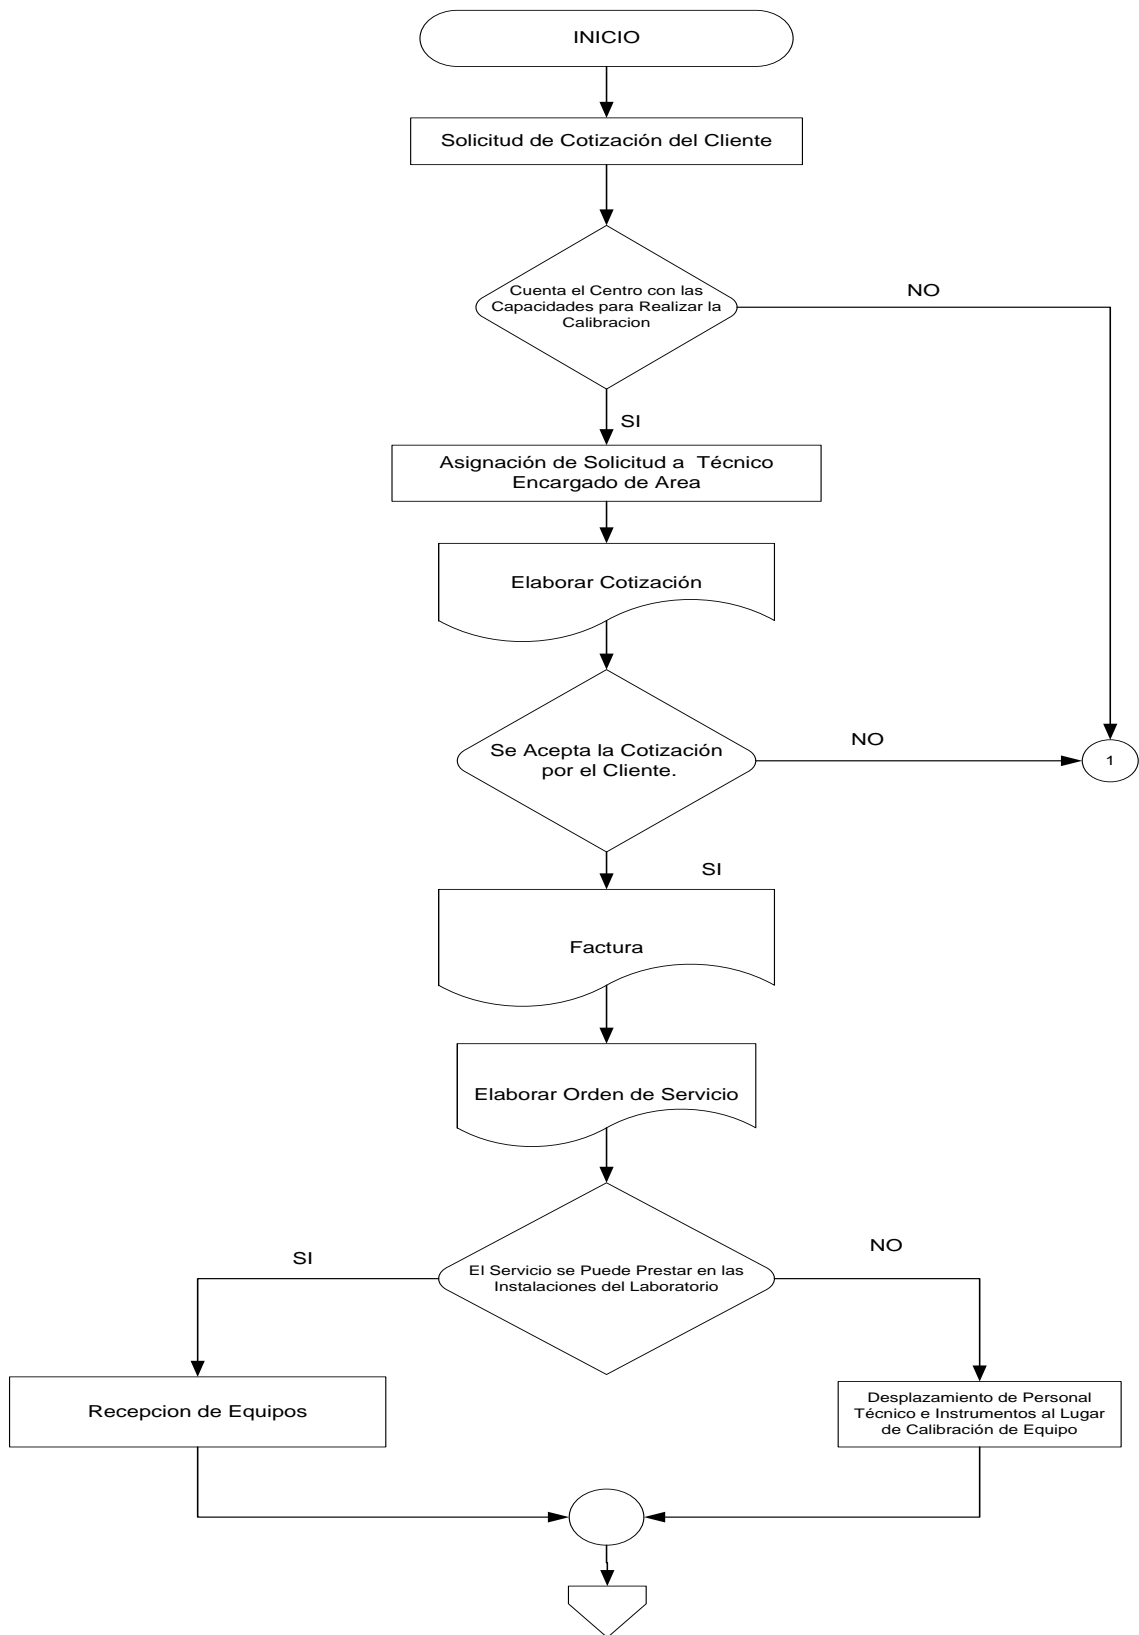 INICIO
Solicitud de Cotización del Cliente
Cuenta el Centro con las
Capacidades para Realizar la
Calibracion
NO
SI
Asignación de Solicitud a Técnico
Encargado de Area
Elaborar Cotización
Se Acepta la Cotización
por el Cliente.
NO
1
SI
Factura
Elaborar Orden de Servicio
El Servicio se Puede Prestar en las
Instalaciones del Laboratorio
SI
NO
Recepcion de Equipos
Desplazamiento de Personal
Técnico e Instrumentos al Lugar
de Calibración de Equipo